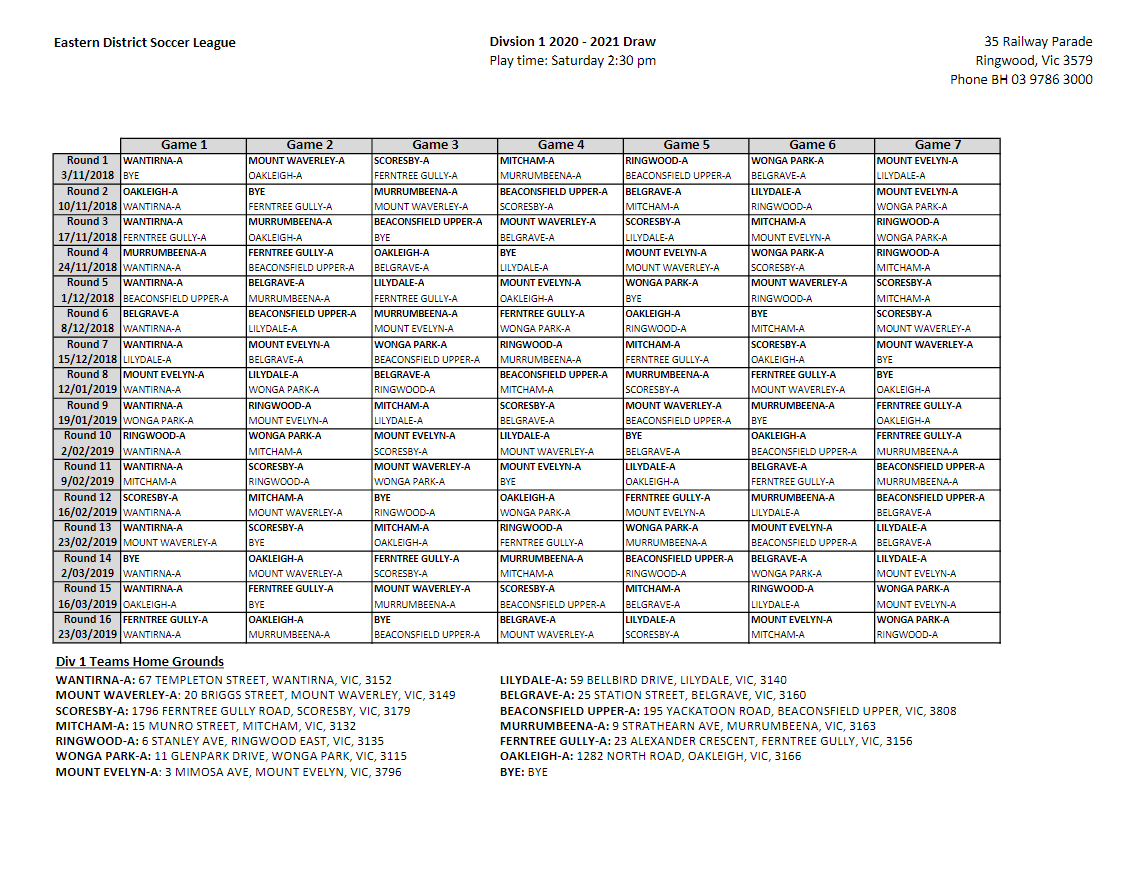 Eastern District Soccer League
Divsion 1 2020 - 2021 Draw
Play time: Saturday 2:30 pm
35 Railway Parade
Ringwood, Vic 3579
Phone BH 03 9786 3000
Game 1 Game 2 Game 3 Game 4 Game 5 Game 6 Game 7
Round 1 WANTIRNA-A MOUNT WAVERLEY-A SCORESBY-A MITCHAM-A RINGWOOD-A WONGA PARK-A MOUNT EVELYN-A
3/11/2018 BYE OAKLEIGH-A FERNTREE GULLY-A MURRUMBEENA-A BEACONSFIELD UPPER-A BELGRAVE-A LILYDALE-A
Round 2 OAKLEIGH-A BYE MURRUMBEENA-A BEACONSFIELD UPPER-A BELGRAVE-A LILYDALE-A MOUNT EVELYN-A
10/11/2018 WANTIRNA-A FERNTREE GULLY-A MOUNT WAVERLEY-A SCORESBY-A MITCHAM-A RINGWOOD-A WONGA PARK-A
Round 3 WANTIRNA-A MURRUMBEENA-A BEACONSFIELD UPPER-A MOUNT WAVERLEY-A SCORESBY-A MITCHAM-A RINGWOOD-A
17/11/2018 FERNTREE GULLY-A OAKLEIGH-A BYE BELGRAVE-A LILYDALE-A MOUNT EVELYN-A WONGA PARK-A
Round 4 MURRUMBEENA-A FERNTREE GULLY-A OAKLEIGH-A BYE MOUNT EVELYN-A WONGA PARK-A RINGWOOD-A
24/11/2018 WANTIRNA-A BEACONSFIELD UPPER-A BELGRAVE-A LILYDALE-A MOUNT WAVERLEY-A SCORESBY-A MITCHAM-A
Round 5 WANTIRNA-A BELGRAVE-A LILYDALE-A MOUNT EVELYN-A WONGA PARK-A MOUNT WAVERLEY-A SCORESBY-A
1/12/2018 BEACONSFIELD UPPER-A MURRUMBEENA-A FERNTREE GULLY-A OAKLEIGH-A BYE RINGWOOD-A MITCHAM-A
Round 6 BELGRAVE-A BEACONSFIELD UPPER-A MURRUMBEENA-A FERNTREE GULLY-A OAKLEIGH-A BYE SCORESBY-A
8/12/2018 WANTIRNA-A LILYDALE-A MOUNT EVELYN-A WONGA PARK-A RINGWOOD-A MITCHAM-A MOUNT WAVERLEY-A
Round 7 WANTIRNA-A MOUNT EVELYN-A WONGA PARK-A RINGWOOD-A MITCHAM-A SCORESBY-A MOUNT WAVERLEY-A
15/12/2018 LILYDALE-A BELGRAVE-A BEACONSFIELD UPPER-A MURRUMBEENA-A FERNTREE GULLY-A OAKLEIGH-A BYE
Round 8 MOUNT EVELYN-A LILYDALE-A BELGRAVE-A BEACONSFIELD UPPER-A MURRUMBEENA-A FERNTREE GULLY-A BYE
12/01/2019 WANTIRNA-A WONGA PARK-A RINGWOOD-A MITCHAM-A SCORESBY-A MOUNT WAVERLEY-A OAKLEIGH-A
Round 9 WANTIRNA-A RINGWOOD-A MITCHAM-A SCORESBY-A MOUNT WAVERLEY-A MURRUMBEENA-A FERNTREE GULLY-A
19/01/2019 WONGA PARK-A MOUNT EVELYN-A LILYDALE-A BELGRAVE-A BEACONSFIELD UPPER-A BYE OAKLEIGH-A
Round 10 RINGWOOD-A WONGA PARK-A MOUNT EVELYN-A LILYDALE-A BYE OAKLEIGH-A FERNTREE GULLY-A
2/02/2019 WANTIRNA-A MITCHAM-A SCORESBY-A MOUNT WAVERLEY-A BELGRAVE-A BEACONSFIELD UPPER-A MURRUMBEENA-A
Round 11 WANTIRNA-A SCORESBY-A MOUNT WAVERLEY-A MOUNT EVELYN-A LILYDALE-A BELGRAVE-A BEACONSFIELD UPPER-A
9/02/2019 MITCHAM-A RINGWOOD-A WONGA PARK-A BYE OAKLEIGH-A FERNTREE GULLY-A MURRUMBEENA-A
Round 12 SCORESBY-A MITCHAM-A BYE OAKLEIGH-A FERNTREE GULLY-A MURRUMBEENA-A BEACONSFIELD UPPER-A
16/02/2019 WANTIRNA-A MOUNT WAVERLEY-A RINGWOOD-A WONGA PARK-A MOUNT EVELYN-A LILYDALE-A BELGRAVE-A
Round 13 WANTIRNA-A SCORESBY-A MITCHAM-A RINGWOOD-A WONGA PARK-A MOUNT EVELYN-A LILYDALE-A
23/02/2019 MOUNT WAVERLEY-A BYE OAKLEIGH-A FERNTREE GULLY-A MURRUMBEENA-A BEACONSFIELD UPPER-A BELGRAVE-A
Round 14 BYE OAKLEIGH-A FERNTREE GULLY-A MURRUMBEENA-A BEACONSFIELD UPPER-A BELGRAVE-A LILYDALE-A
2/03/2019 WANTIRNA-A MOUNT WAVERLEY-A SCORESBY-A MITCHAM-A RINGWOOD-A WONGA PARK-A MOUNT EVELYN-A
Round 15 WANTIRNA-A FERNTREE GULLY-A MOUNT WAVERLEY-A SCORESBY-A MITCHAM-A RINGWOOD-A WONGA PARK-A
16/03/2019 OAKLEIGH-A BYE MURRUMBEENA-A BEACONSFIELD UPPER-A BELGRAVE-A LILYDALE-A MOUNT EVELYN-A
Round 16 FERNTREE GULLY-A OAKLEIGH-A BYE BELGRAVE-A LILYDALE-A MOUNT EVELYN-A WONGA PARK-A
23/03/2019 WANTIRNA-A MURRUMBEENA-A BEACONSFIELD UPPER-A MOUNT WAVERLEY-A SCORESBY-A MITCHAM-A RINGWOOD-A
Div 1 Teams Home Grounds
WANTIRNA-A: 67 TEMPLETON STREET, WANTIRNA, VIC, 3152
MOUNT WAVERLEY-A: 20 BRIGGS STREET, MOUNT WAVERLEY, VIC, 3149
SCORESBY-A: 1796 FERNTREE GULLY ROAD, SCORESBY, VIC, 3179
MITCHAM-A: 15 MUNRO STREET, MITCHAM, VIC, 3132
RINGWOOD-A: 6 STANLEY AVE, RINGWOOD EAST, VIC, 3135
WONGA PARK-A: 11 GLENPARK DRIVE, WONGA PARK, VIC, 3115
MOUNT EVELYN-A: 3 MIMOSA AVE, MOUNT EVELYN, VIC, 3796
LILYDALE-A: 59 BELLBIRD DRIVE, LILYDALE, VIC, 3140
BELGRAVE-A: 25 STATION STREET, BELGRAVE, VIC, 3160
BEACONSFIELD UPPER-A: 195 YACKATOON ROAD, BEACONSFIELD UPPER, VIC, 3808
MURRUMBEENA-A: 9 STRATHEARN AVE, MURRUMBEENA, VIC, 3163
FERNTREE GULLY-A: 23 ALEXANDER CRESCENT, FERNTREE GULLY, VIC, 3156
OAKLEIGH-A: 1282 NORTH ROAD, OAKLEIGH, VIC, 3166
BYE: BYE